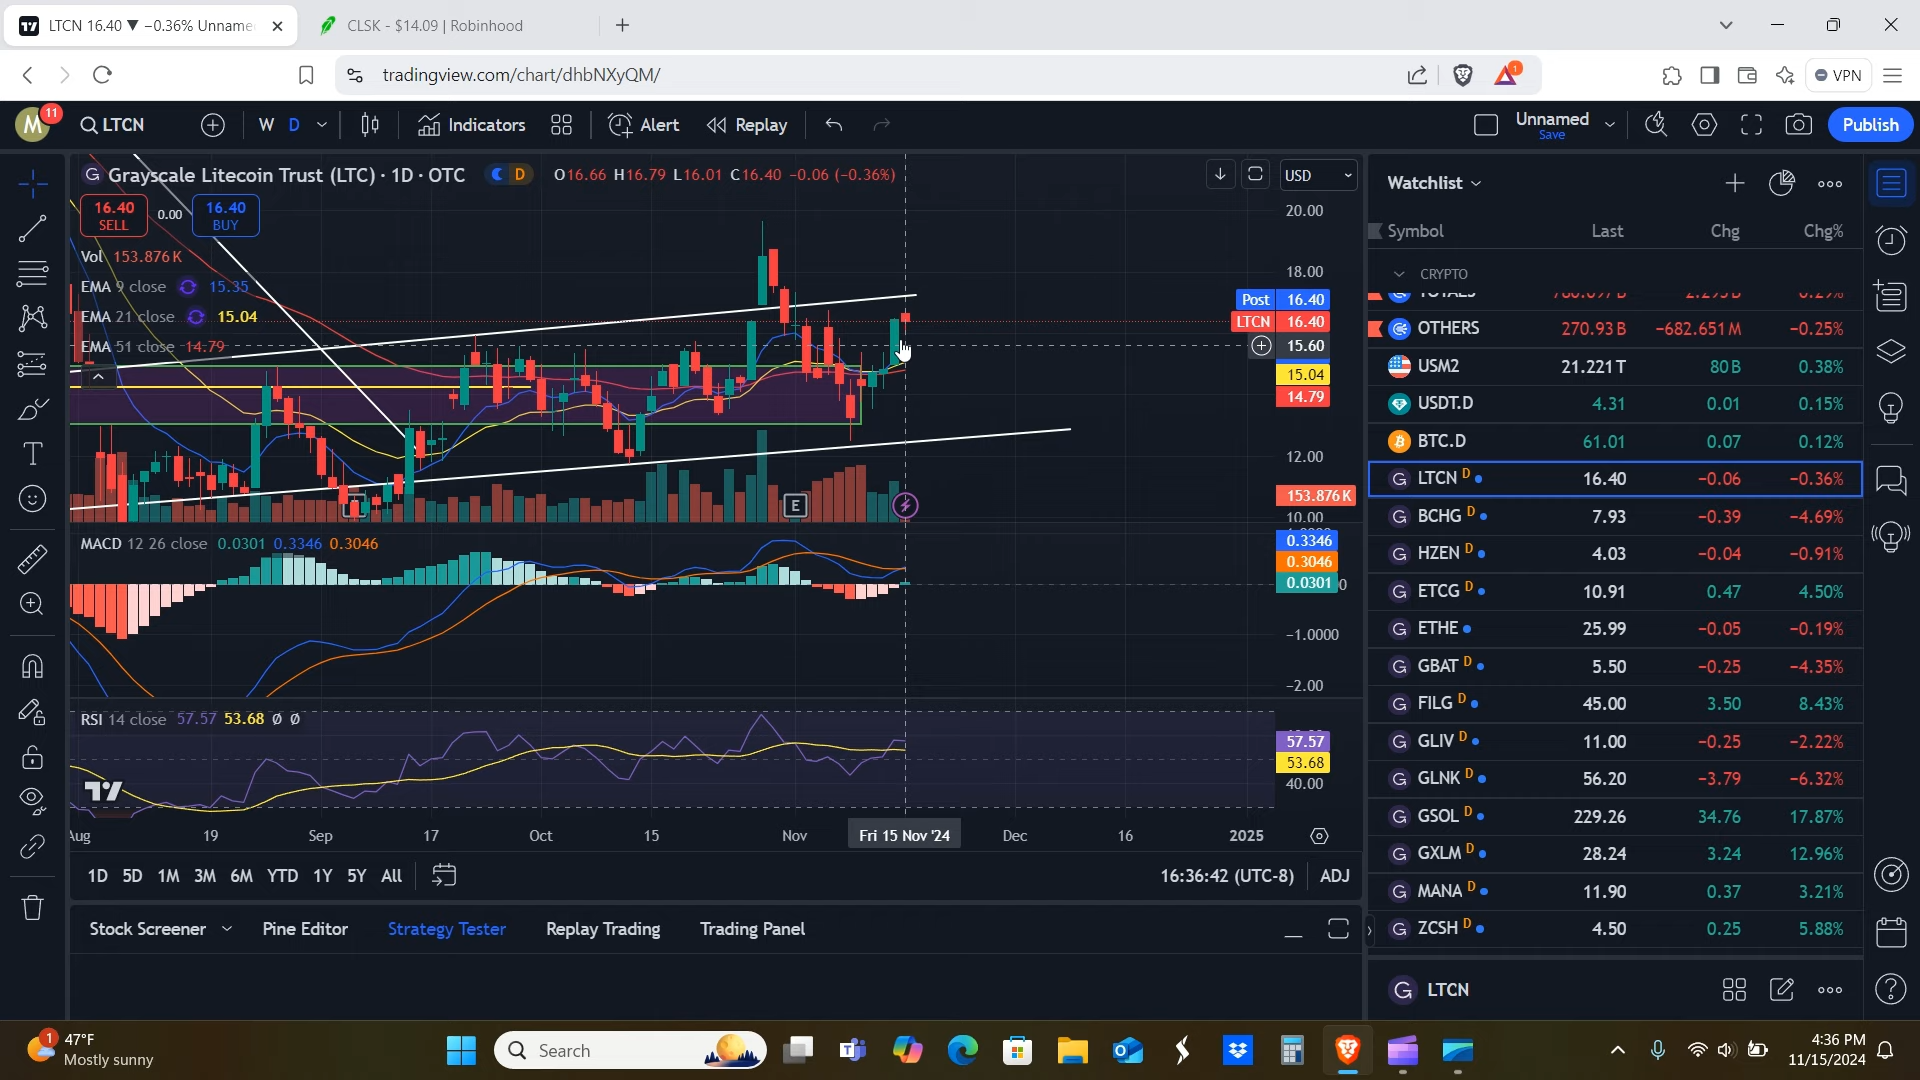 LTCN 16.40 ▼ −0.36% Unname
CLSK - $14.09 | Robinhood
tradingview.com/chart/dhbNXyQM/
1
VPN
M
11
LTCN
W D
Indicators
Alert
Replay
Unnamed
Save
Publish
G Grayscale Litecoin Trust (LTC) · 1D · OTC
D
O16.66 H16.79 L16.01 C16.40 −0.06 (−0.36%)
USD
16.40
SELL
0.00
16.40
BUY
Vol 153.876K
EMA 9 close 15.35
EMA 21 close 15.04
EMA 51 close 14.79
20.00
18.00
Post 16.40
LTCN 16.40
15.60
15.04
14.79
12.00
153.876K
10.00
E
MACD 12 26 close 0.0301 0.3346 0.3046
0.3346
0.3046
0.0301
−1.0000
−2.00
RSI 14 close 57.57 53.68 Ø Ø
57.57
53.68
40.00
Aug 19 Sep 17 Oct 15 Nov Fri 15 Nov '24 Dec 16 2025
1D 5D 1M 3M 6M YTD 1Y 5Y All
16:36:42 (UTC-8) ADJ
Stock Screener Pine Editor Strategy Tester Replay Trading Trading Panel
Watchlist
Symbol Last Chg Chg%
CRYPTO
OTHERS 270.93B −682.651M −0.25%
USM2 21.221T 80B 0.38%
USDT.D 4.31 0.01 0.15%
BTC.D 61.01 0.07 0.12%
LTCN D 16.40 −0.06 −0.36%
BCHG D 7.93 −0.39 −4.69%
HZEN D 4.03 −0.04 −0.91%
ETCG D 10.91 0.47 4.50%
ETHE 25.99 −0.05 −0.19%
GBAT D 5.50 −0.25 −4.35%
FILG D 45.00 3.50 8.43%
GLIV D 11.00 −0.25 −2.22%
GLNK D 56.20 −3.79 −6.32%
GSOL D 229.26 34.76 17.87%
GXLM D 28.24 3.24 12.96%
MANA D 11.90 0.37 3.21%
ZCSH D 4.50 0.25 5.88%
G LTCN
1
47°F
Mostly sunny
Search
4:36 PM
11/15/2024